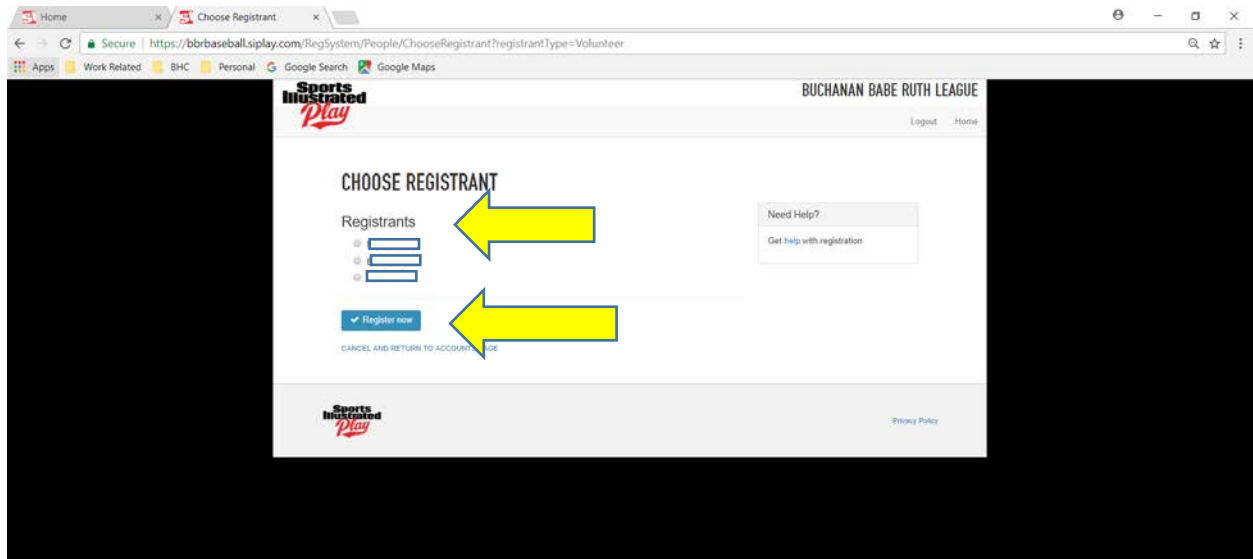 Home
Choose Registrant
Secure | https://bbrbaseball.siplay.com/RegSystem/People/ChooseRegistrant?registrantType=Volunteer
Apps Work Related BHC Personal Google Search Google Maps
Sports
Illustrated
Play
BUCHANAN BABE RUTH LEAGUE
Logout Home
CHOOSE REGISTRANT
Registrants
Need Help?
Get help with registration
Register now
CANCEL AND RETURN TO
Sports
Illustrated
Play
Privacy Policy